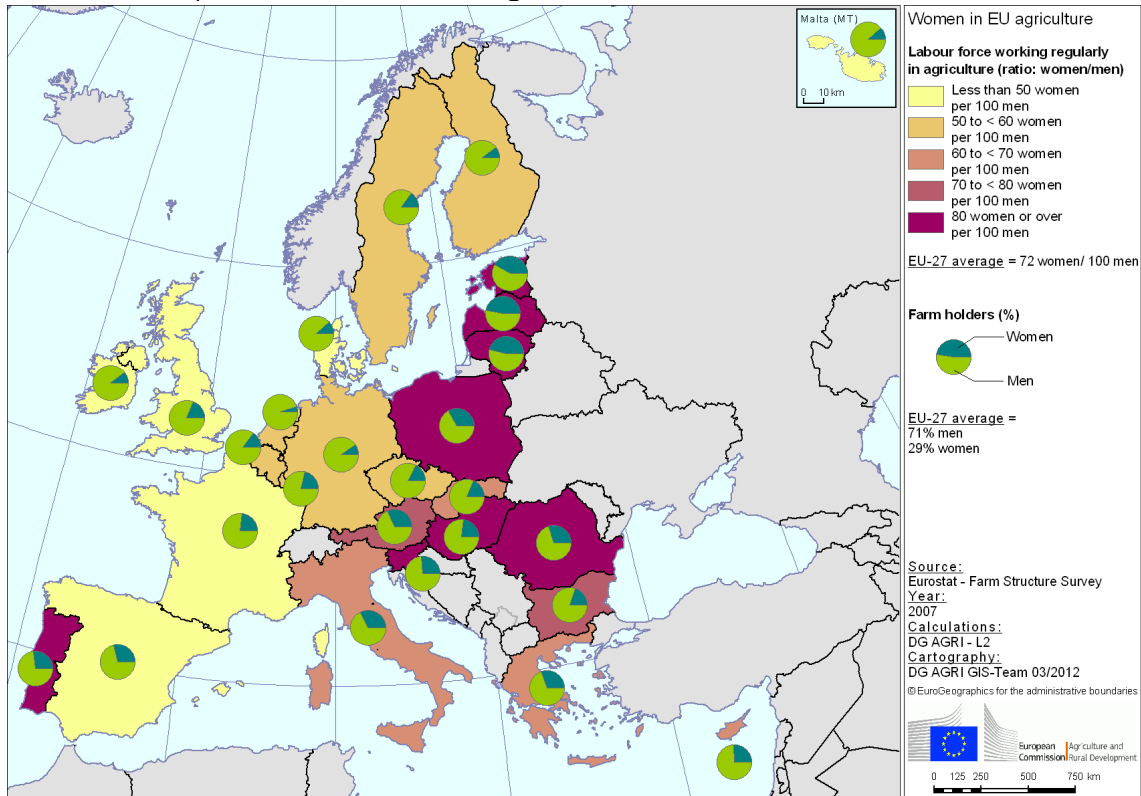 Malta (MT)
0 10 km
Women in EU agriculture
Labour force working regularly
in agriculture (ratio: women/men)
Less than 50 women
per 100 men
50 to < 60 women
per 100 men
60 to < 70 women
per 100 men
70 to < 80 women
per 100 men
80 women or over
per 100 men
EU-27 average = 72 women/ 100 men
Farm holders (%)
Women
Men
EU-27 average =
71% men
29% women
Source:
Eurostat - Farm Structure Survey
Year:
2007
Calculations:
DG AGRI - L2
Cartography:
DG AGRI GIS-Team 03/2012
© EuroGeographics for the administrative boundaries
European
Commission
Agriculture and
Rural Development
0 125 250 500 750 km